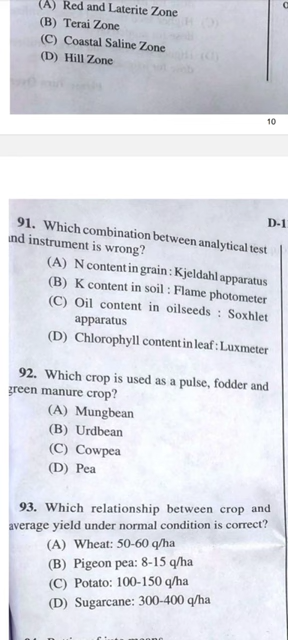 (A) Red and Laterite Zone
(B) Terai Zone
(C) Coastal Saline Zone
(D) Hill Zone
10
D-1
91. Which combination between analytical test
and instrument is wrong?
(A) N content in grain : Kjeldahl apparatus
(B) K content in soil : Flame photometer
(C) Oil content in oilseeds : Soxhlet
apparatus
(D) Chlorophyll content in leaf : Luxmeter
92. Which crop is used as a pulse, fodder and
green manure crop?
(A) Mungbean
(B) Urdbean
(C) Cowpea
(D) Pea
93. Which relationship between crop and
average yield under normal condition is correct?
(A) Wheat: 50-60 q/ha
(B) Pigeon pea: 8-15 q/ha
(C) Potato: 100-150 q/ha
(D) Sugarcane: 300-400 q/ha